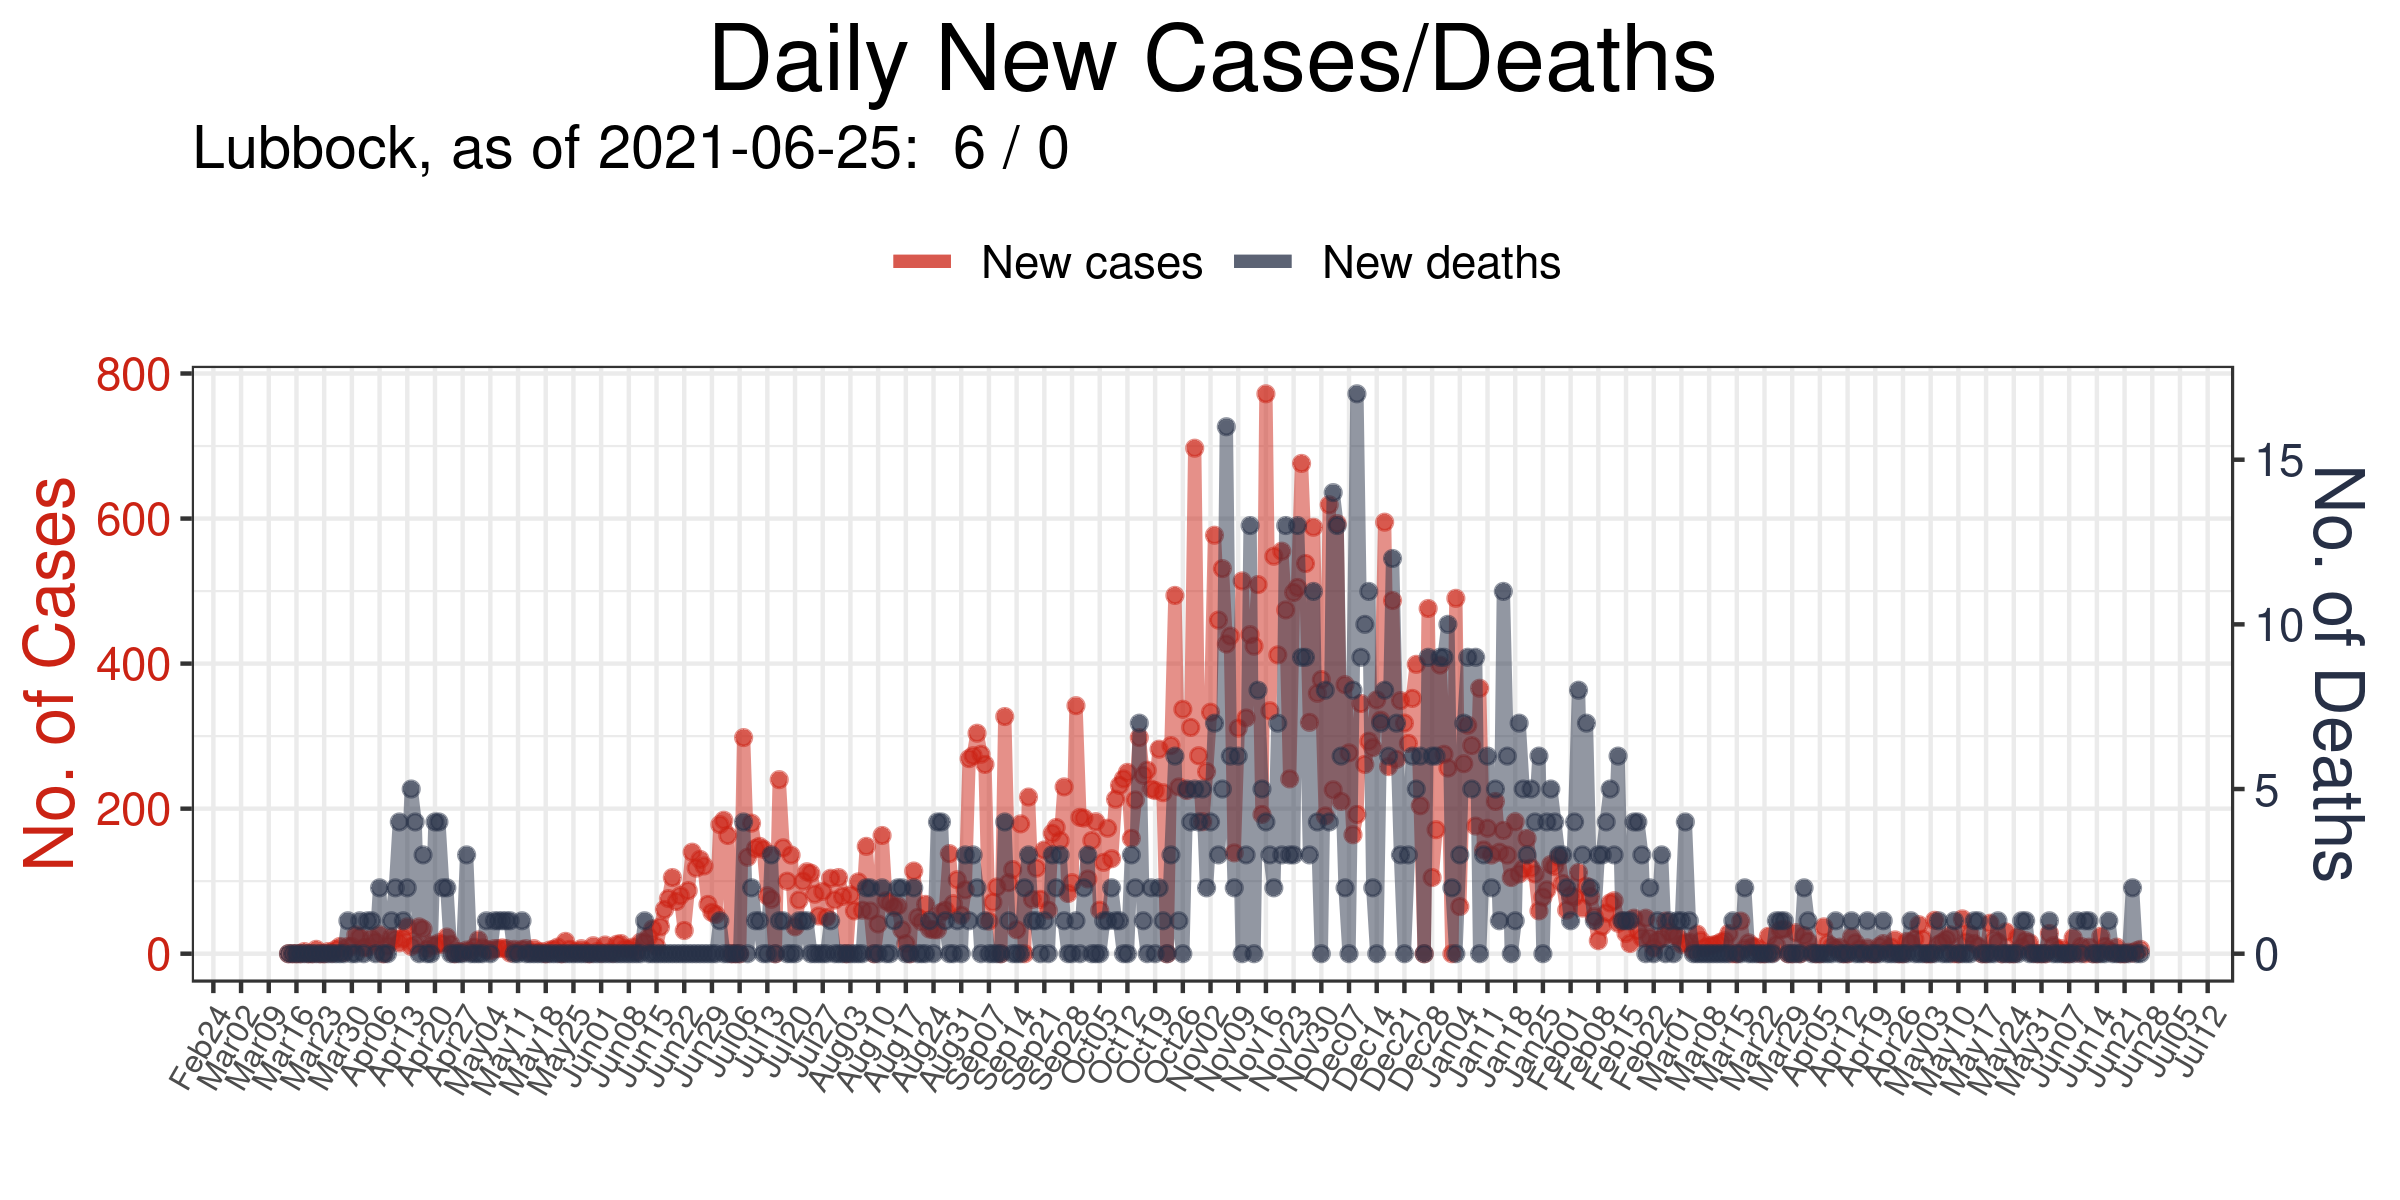 Daily New Cases/Deaths
Lubbock, as of 2021-06-25:  6 / 0
New cases
New deaths
No. of Cases
800
600
400
200
0
15
10
5
0
No. of Deaths
Feb24
Mar02
Mar09
Mar16
Mar23
Mar30
Apr06
Apr13
Apr20
Apr27
May04
May11
May18
May25
Jun01
Jun08
Jun15
Jun22
Jun29
Jul06
Jul13
Jul20
Jul27
Aug03
Aug10
Aug17
Aug24
Aug31
Sep07
Sep14
Sep21
Sep28
Oct05
Oct12
Oct19
Oct26
Nov02
Nov09
Nov16
Nov23
Nov30
Dec07
Dec14
Dec21
Dec28
Jan04
Jan11
Jan18
Jan25
Feb01
Feb08
Feb15
Feb22
Mar01
Mar08
Mar15
Mar22
Mar29
Apr05
Apr12
Apr19
Apr26
May03
May10
May17
May24
May31
Jun07
Jun14
Jun21
Jun28
Jul05
Jul12